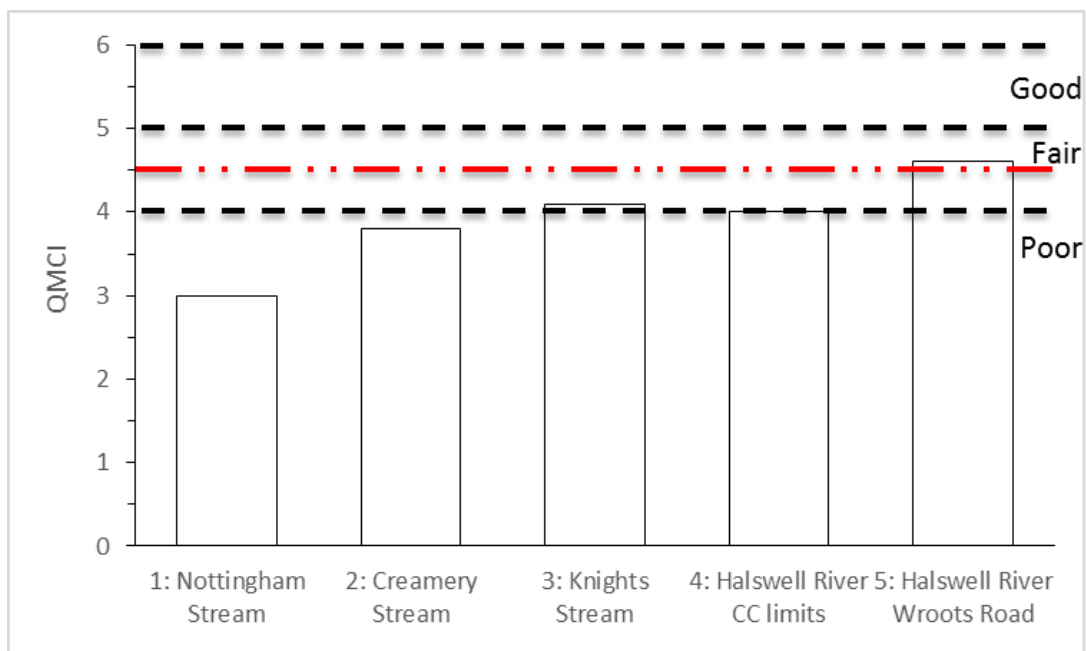 6
Good
5
Fair
4
Poor
3
2
1
0
QMCI
1: Nottingham
Stream
2: Creamery
Stream
3: Knights
Stream
4: Halswell River
CC limits
5: Halswell River
Wroots Road